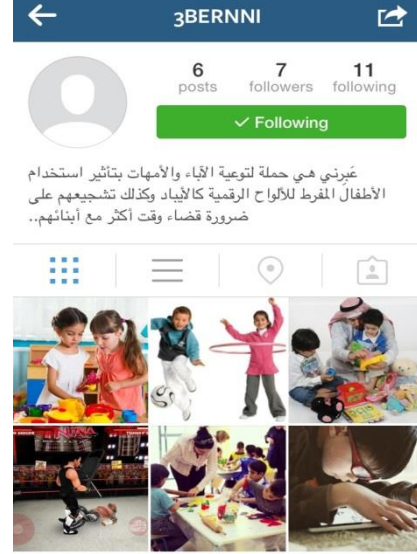 3BERNNI
6 7 11
posts followers following
✓ Following
عَبِرني هي حملة لتوعية الآباء والأمهات بتأثير استخدام
الأطفال المفرط للألواح الرقمية كالأيباد وكذلك تشجيعهم على
ضرورة قضاء وقت أكثر مع أبنائهم..